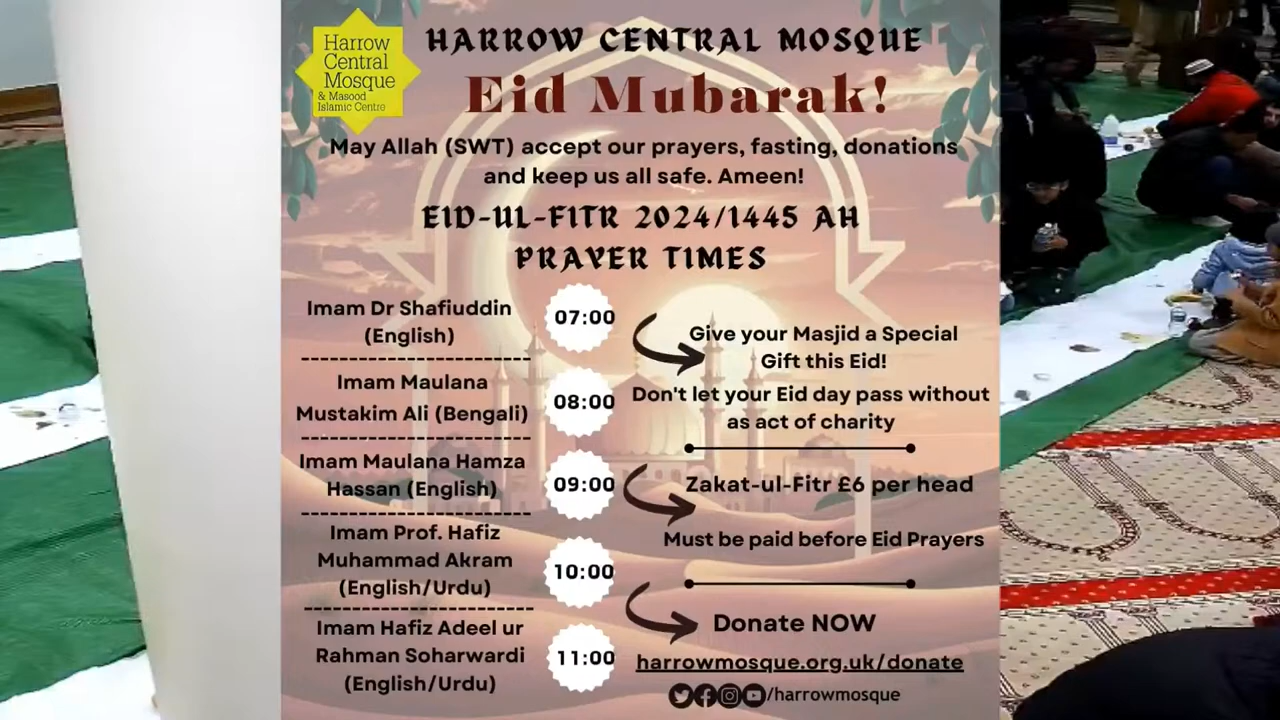 Harrow
Central
Mosque
& Masood
Islamic Centre
HARROW CENTRAL MOSQUE
Eid Mubarak!
May Allah (SWT) accept our prayers, fasting, donations
and keep us all safe. Ameen!
EID-UL-FITR 2024/1445 AH
PRAYER TIMES
Imam Dr Shafiuddin
(English)
07:00
Imam Maulana
Mustakim Ali (Bengali)
08:00
Imam Maulana Hamza
Hassan (English)
09:00
Imam Prof. Hafiz
Muhammad Akram
(English/Urdu)
10:00
Imam Hafiz Adeel ur
Rahman Soharwardi
(English/Urdu)
11:00
Give your Masjid a Special
Gift this Eid!
Don't let your Eid day pass without
as act of charity
Zakat-ul-Fitr £6 per head
Must be paid before Eid Prayers
Donate NOW
harrowmosque.org.uk/donate
/harrowmosque